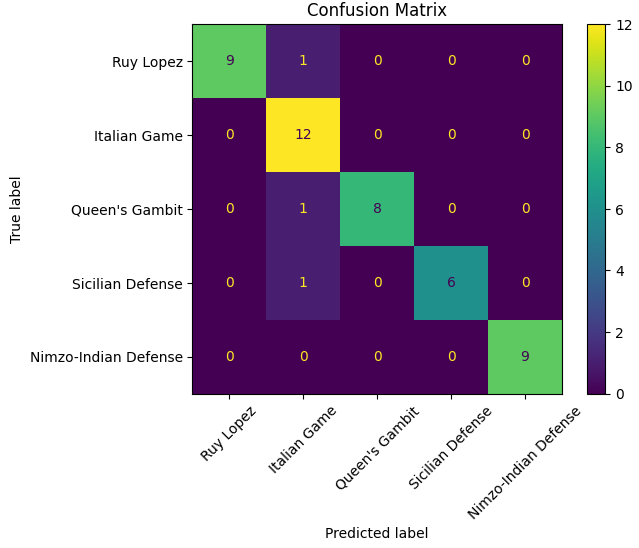 Confusion Matrix
Ruy Lopez 9 1 0 0 0
Italian Game 0 12 0 0 0
Queen's Gambit 0 1 8 0 0
Sicilian Defense 0 1 0 6 0
Nimzo-Indian Defense 0 0 0 0 9
True label
Ruy Lopez
Italian Game
Queen's Gambit
Sicilian Defense
Nimzo-Indian Defense
Predicted label
12
10
8
6
4
2
0